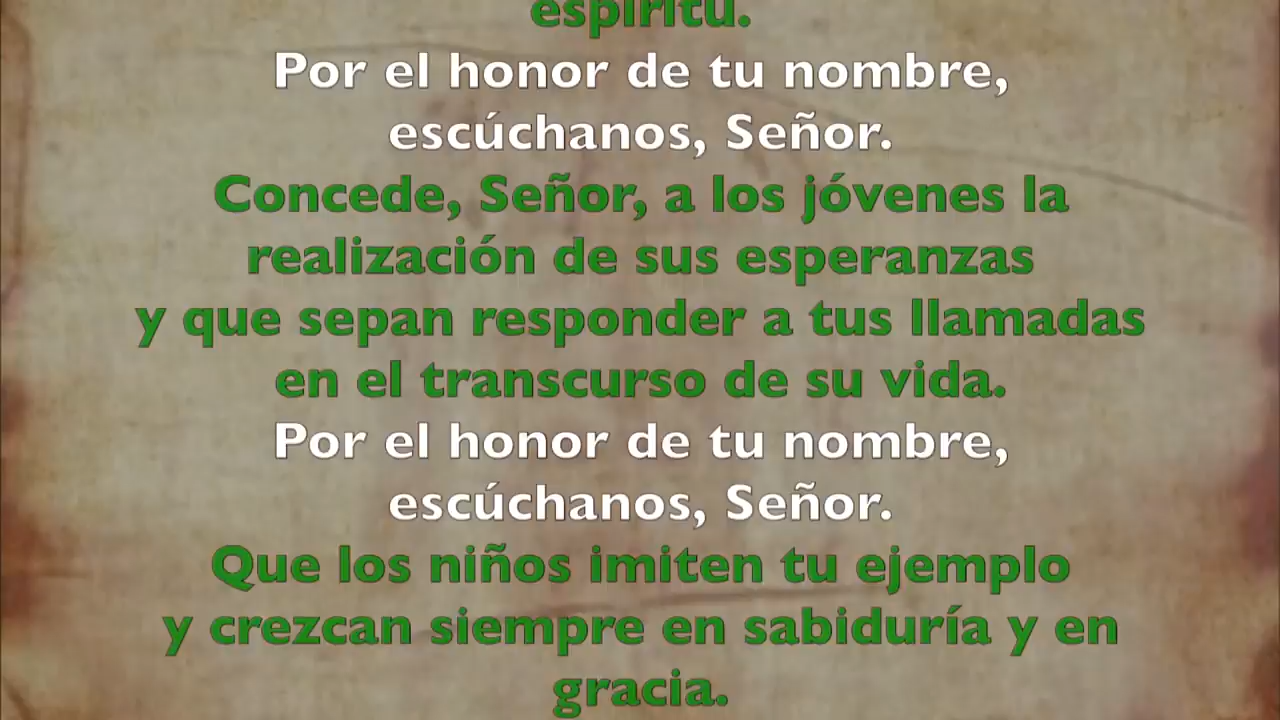 espíritu.
Por el honor de tu nombre,
escúchanos, Señor.
Concede, Señor, a los jóvenes la
realización de sus esperanzas
y que sepan responder a tus llamadas
en el transcurso de su vida.
Por el honor de tu nombre,
escúchanos, Señor.
Que los niños imiten tu ejemplo
y crezcan siempre en sabiduría y en
gracia.